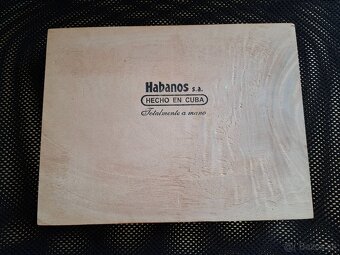 Habanos s.a.
HECHO EN CUBA
Totalmente a mano